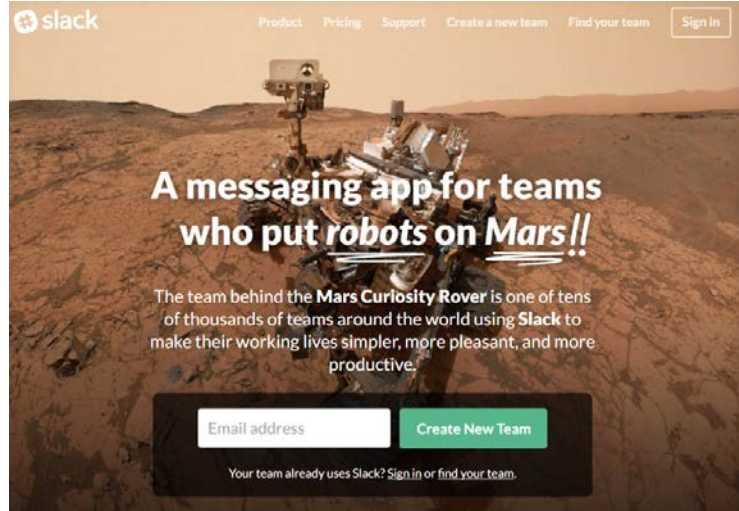 slack
Product Pricing Support Create a new team Find your team Sign in
A messaging app for teams
who put robots on Mars!!
The team behind the Mars Curiosity Rover is one of tens
of thousands of teams around the world using Slack to
make their working lives simpler, more pleasant, and more
productive.
Email address
Create New Team
Your team already uses Slack? Sign in or find your team.